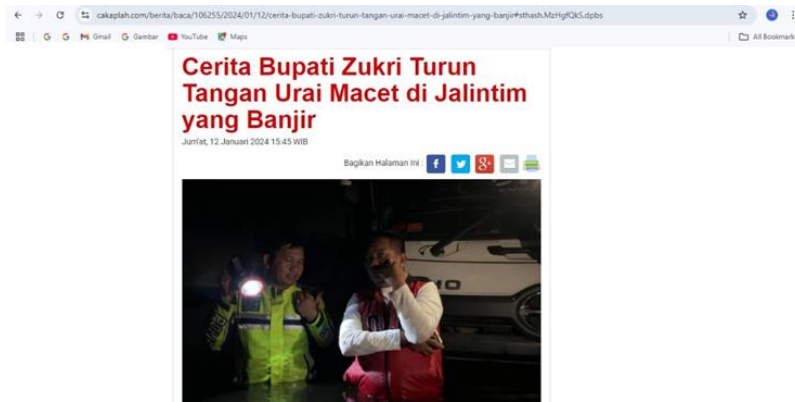 cakaplah.com/berita/baca/106255/2024/01/12/cerita-bupati-zukri-turun-tangan-urai-macet-di-jalintim-yang-banjir#sthash.MzHgfQkS.dpbs
Gmail Gambar YouTube Maps All Bookmark
Cerita Bupati Zukri Turun
Tangan Urai Macet di Jalintim
yang Banjir
Jum'at, 12 Januari 2024 15:45 WIB
Bagikan Halaman Ini :